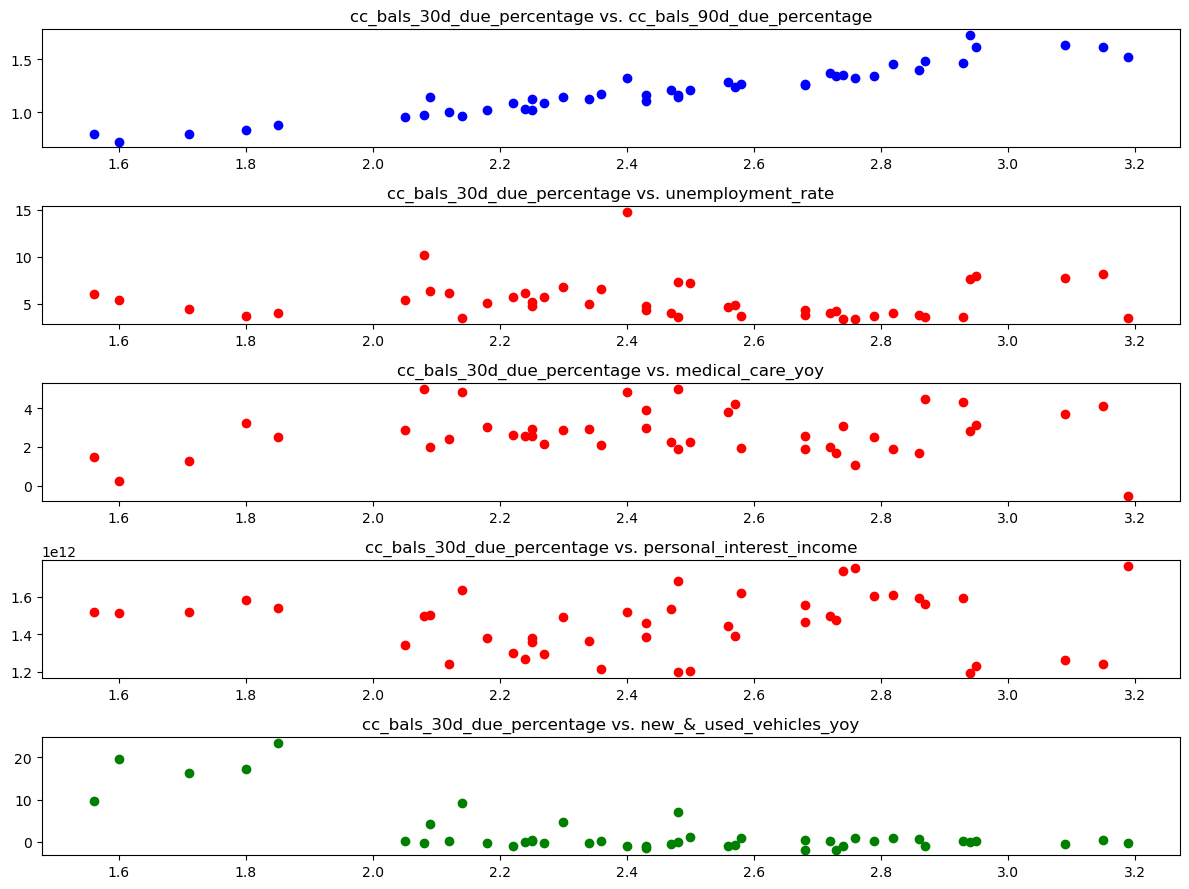 cc_bals_30d_due_percentage vs. cc_bals_90d_due_percentage
1.5
1.0
1.6 1.8 2.0 2.2 2.4 2.6 2.8 3.0 3.2
cc_bals_30d_due_percentage vs. unemployment_rate
15
10
5
1.6 1.8 2.0 2.2 2.4 2.6 2.8 3.0 3.2
cc_bals_30d_due_percentage vs. medical_care_yoy
4
2
0
1.6 1.8 2.0 2.2 2.4 2.6 2.8 3.0 3.2
1e12
cc_bals_30d_due_percentage vs. personal_interest_income
1.6
1.4
1.2
1.6 1.8 2.0 2.2 2.4 2.6 2.8 3.0 3.2
cc_bals_30d_due_percentage vs. new_&_used_vehicles_yoy
20
10
0
1.6 1.8 2.0 2.2 2.4 2.6 2.8 3.0 3.2